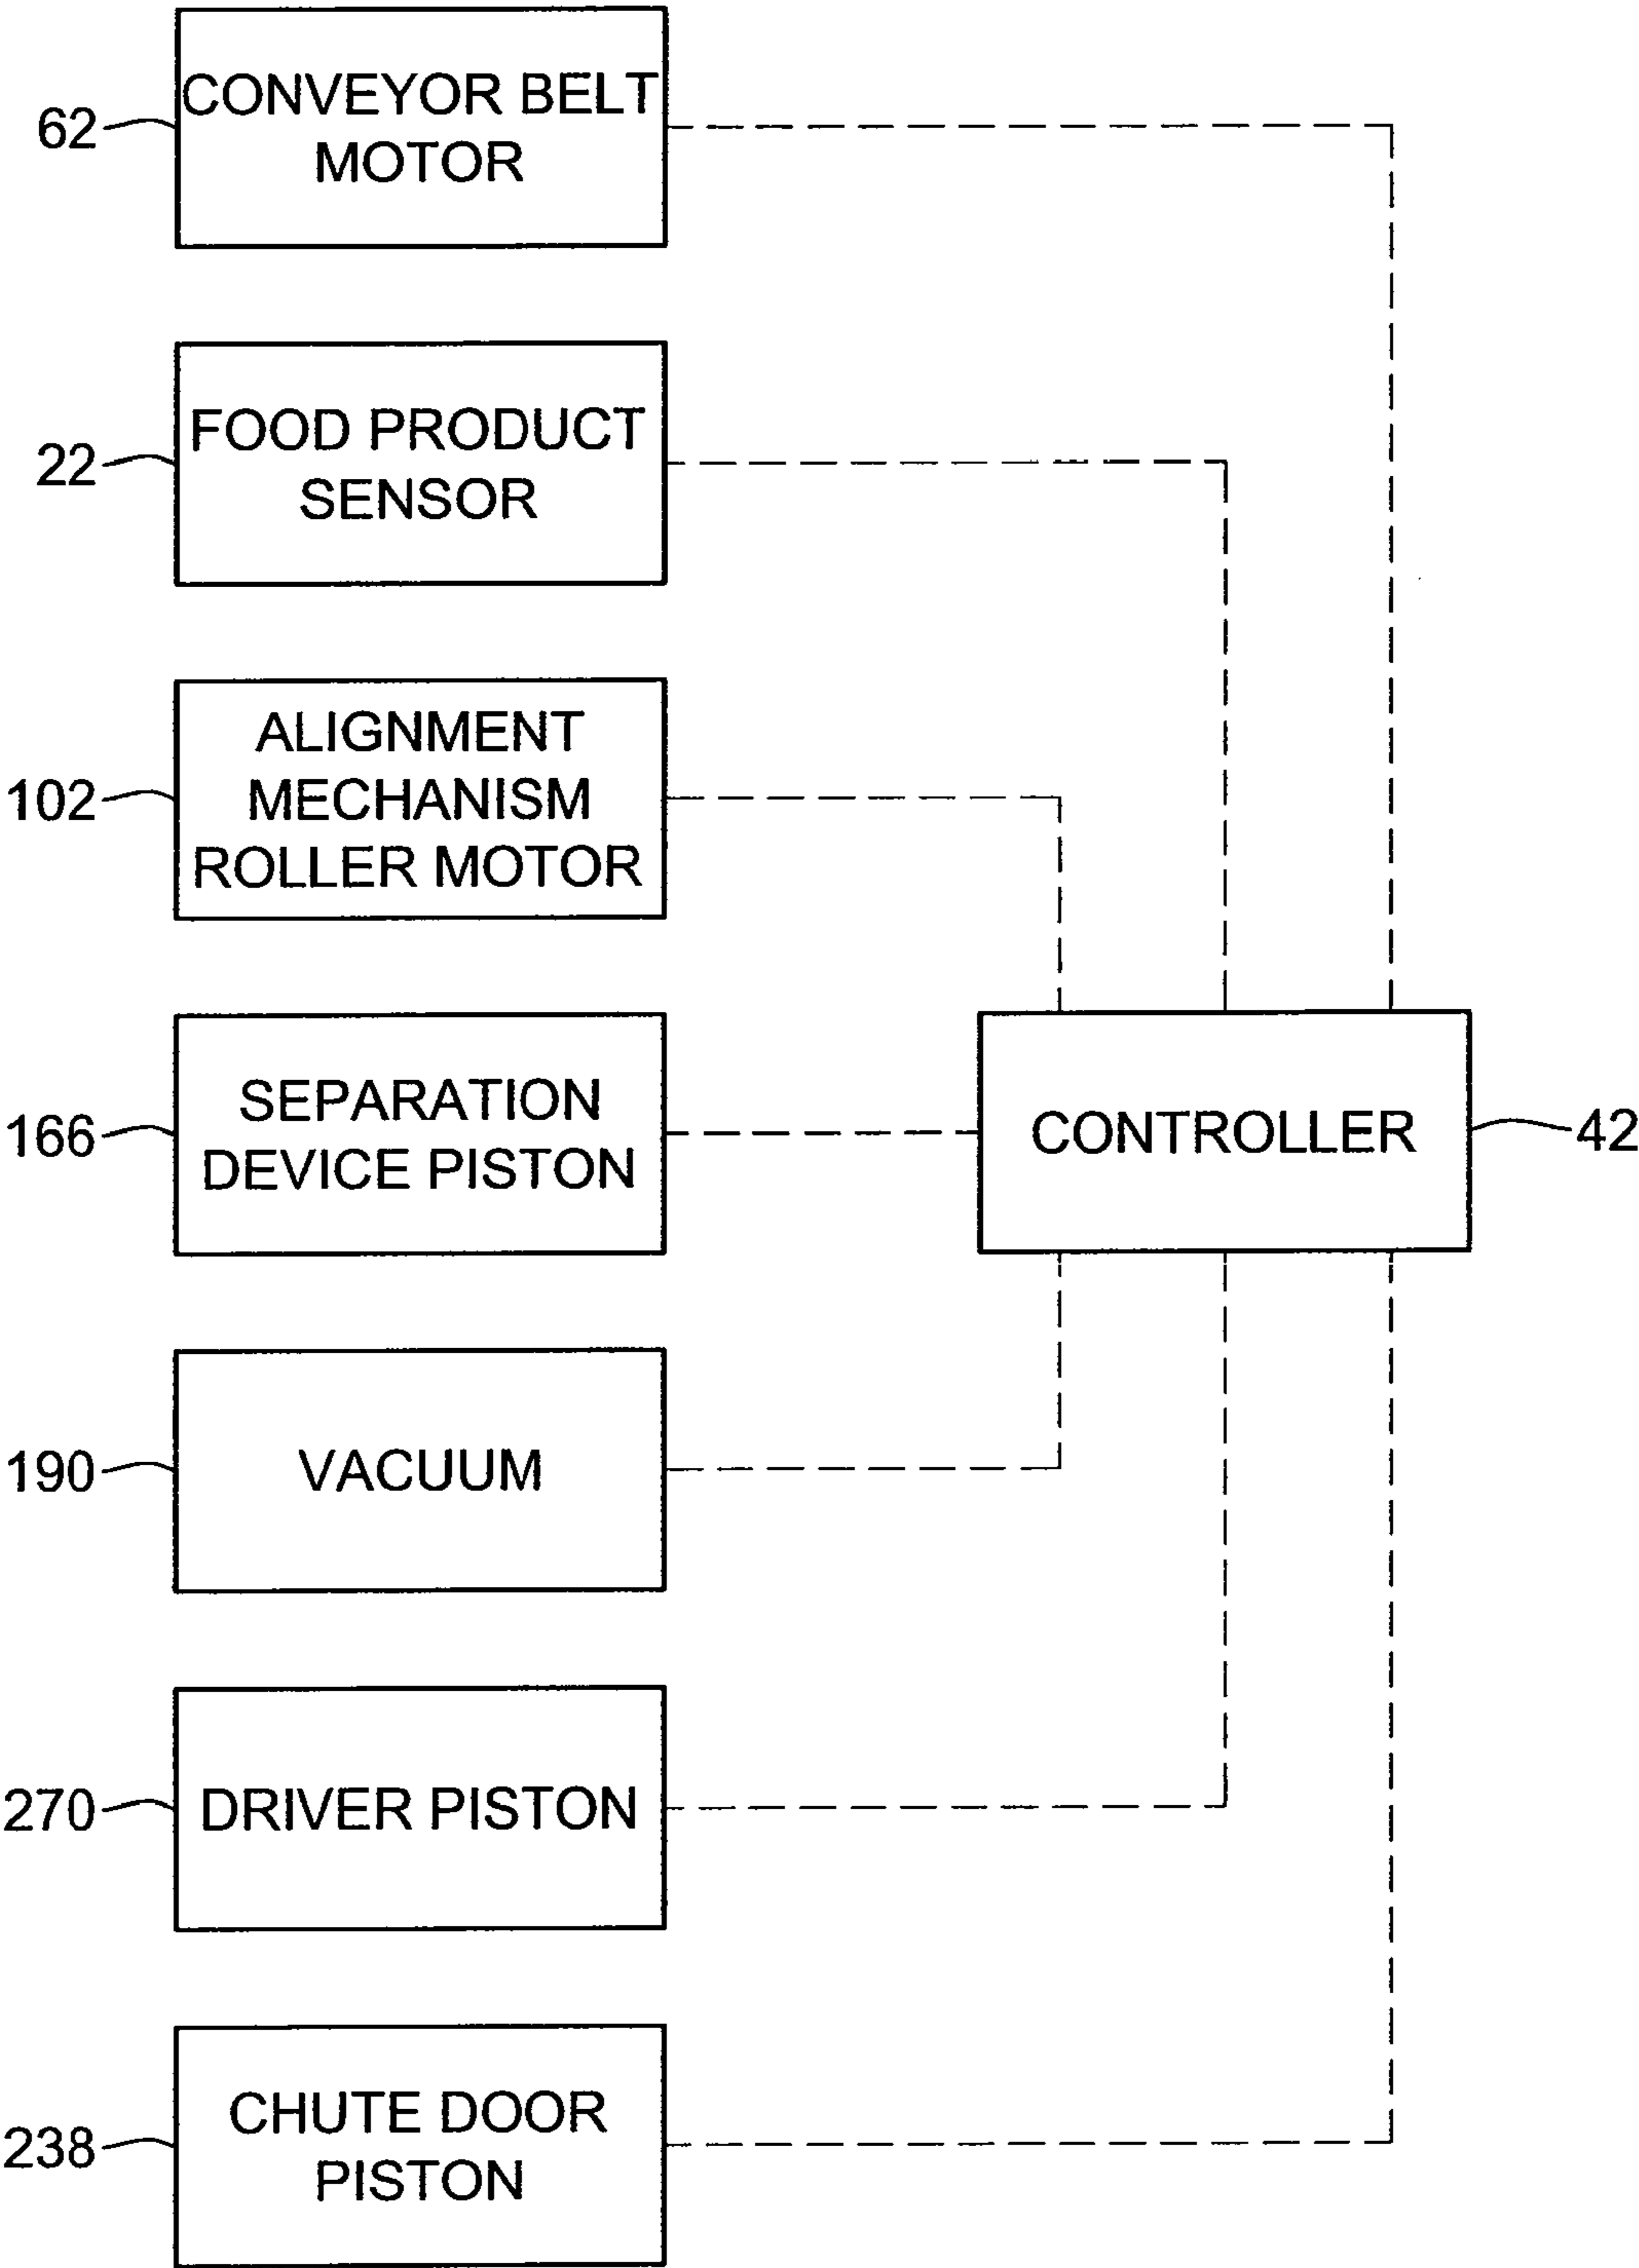 62
CONVEYOR BELT
MOTOR
22
FOOD PRODUCT
SENSOR
102
ALIGNMENT
MECHANISM
ROLLER MOTOR
166
SEPARATION
DEVICE PISTON
CONTROLLER
42
190
VACUUM
270
DRIVER PISTON
238
CHUTE DOOR
PISTON